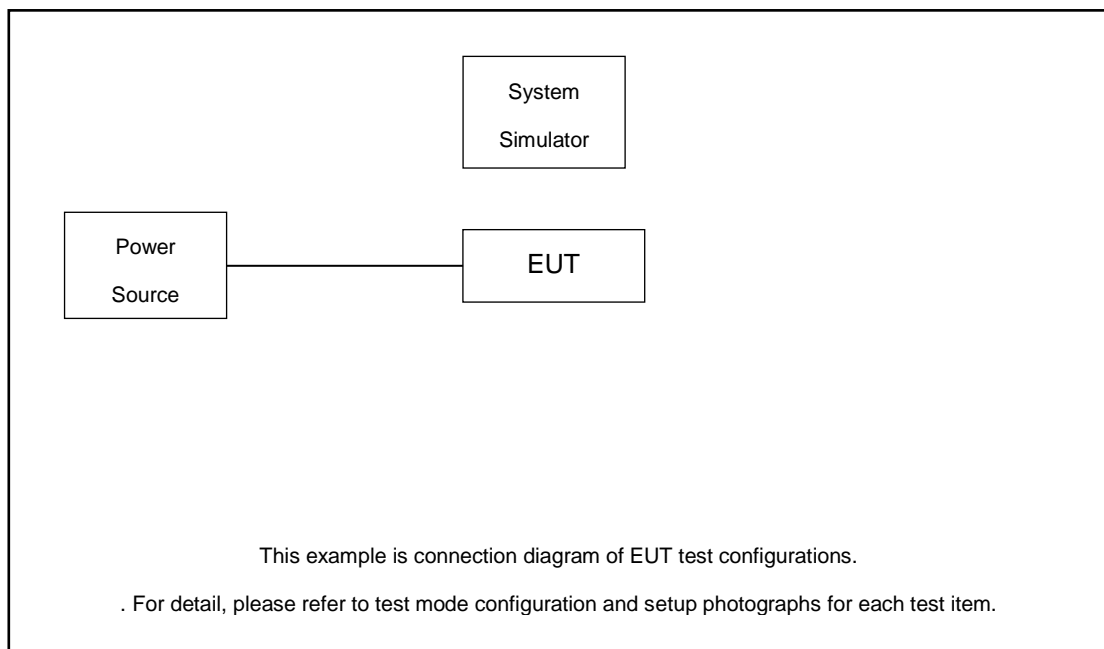 System
Simulator
Power
Source
EUT
This example is connection diagram of EUT test configurations.
. For detail, please refer to test mode configuration and setup photographs for each test item.